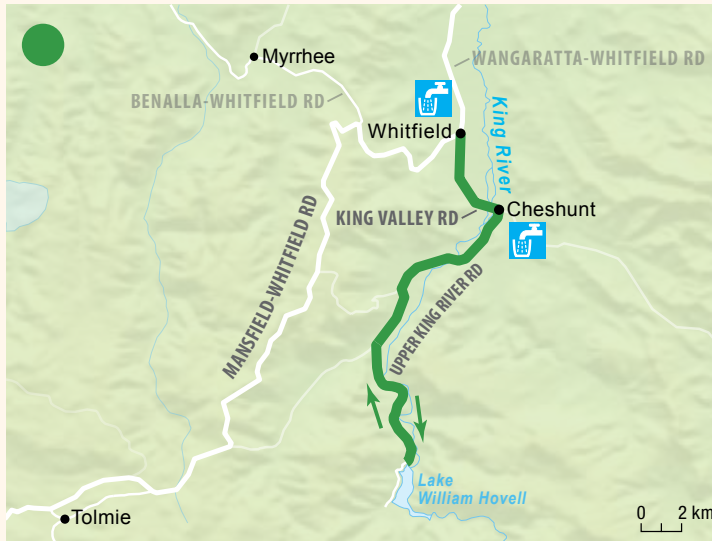 Myrrhee
WANGARATTA-WHITFIELD RD
BENALLA-WHITFIELD RD
Whitfield
King River
KING VALLEY RD
Cheshunt
MANSFIELD-WHITFIELD RD
UPPER KING RIVER RD
Lake
William Hovell
Tolmie
0 2 km